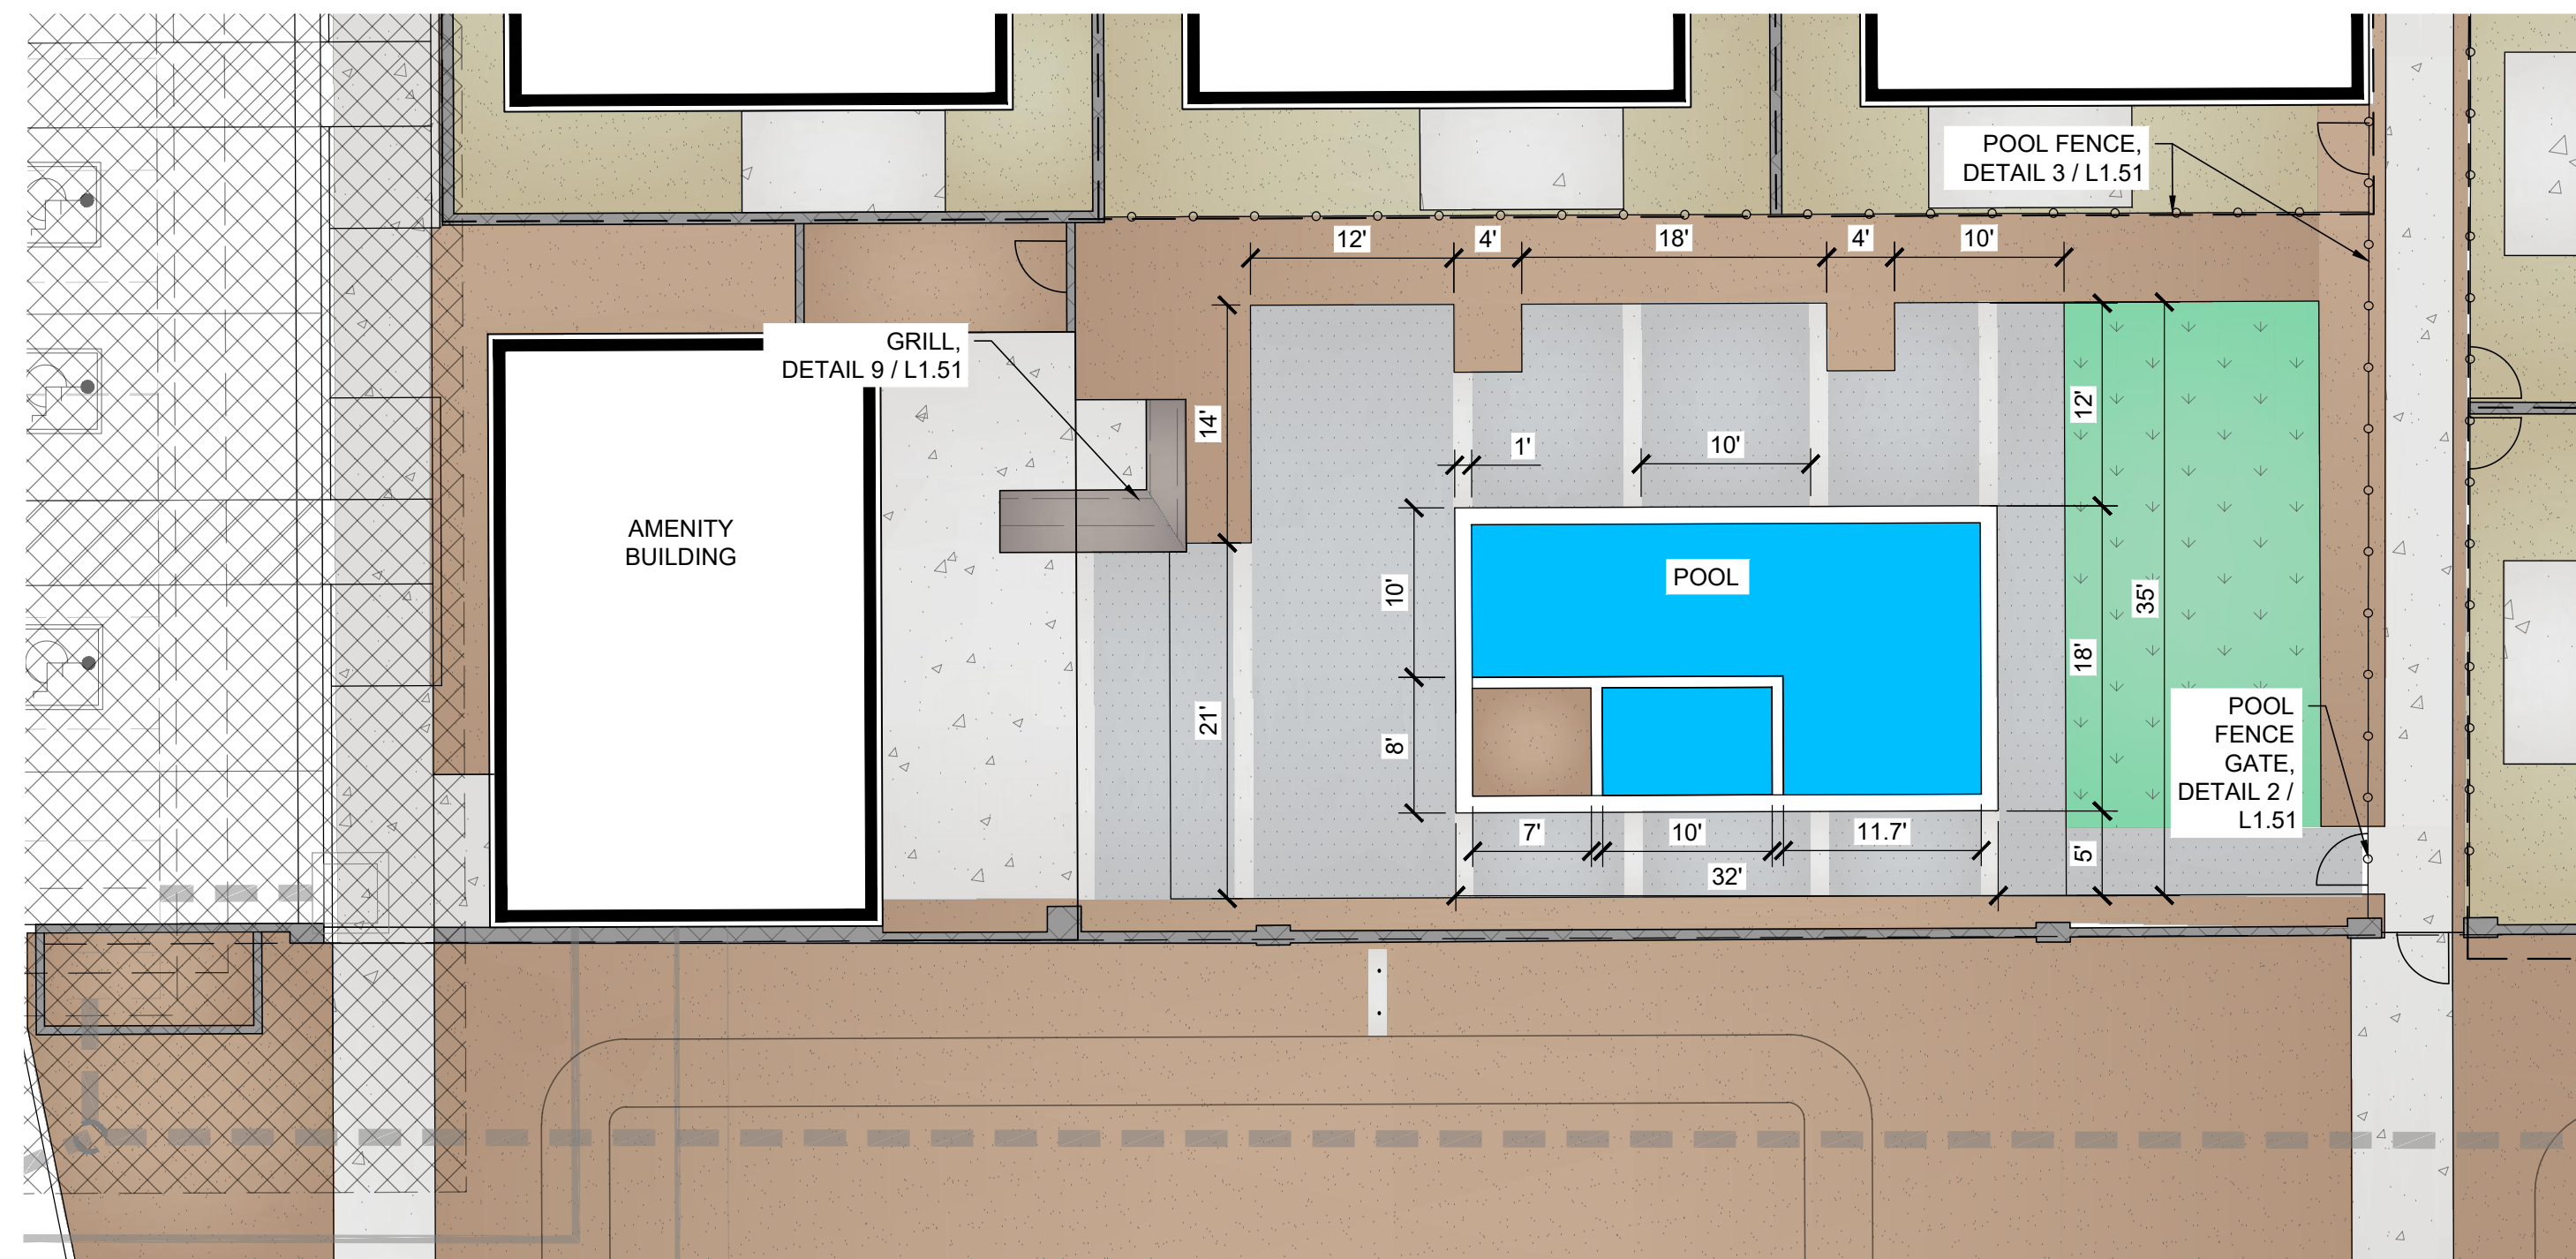 POOL FENCE,
DETAIL 3 / L1.51
12'
4'
18'
4'
10'
GRILL,
DETAIL 9 / L1.51
14'
12'
1'
10'
AMENITY
BUILDING
POOL
10'
35'
18'
8'
21'
POOL
FENCE
GATE,
DETAIL 2 /
L1.51
7'
10'
11.7'
5'
32'